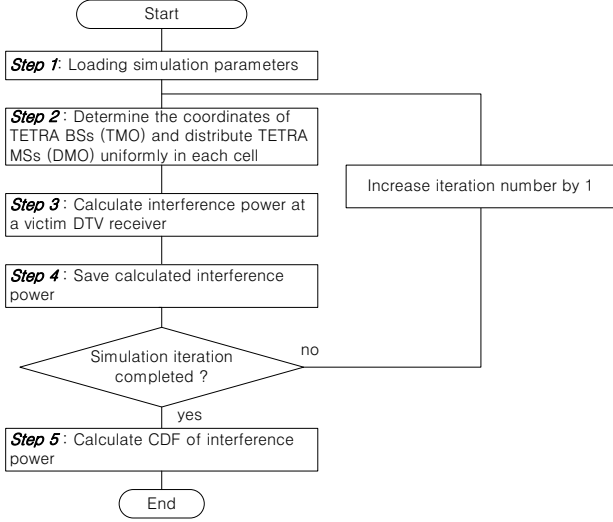 Start
Step 1: Loading simulation parameters
Step 2 : Determine the coordinates of
TETRA BSs (TMO) and distribute TETRA
MSs (DMO) uniformly in each cell
Increase iteration number by 1
Step 3 : Calculate interference power at
a victim DTV receiver
Step 4 : Save calculated interference
power
Simulation iteration
completed ?
no
yes
Step 5 : Calculate CDF of interference
power
End